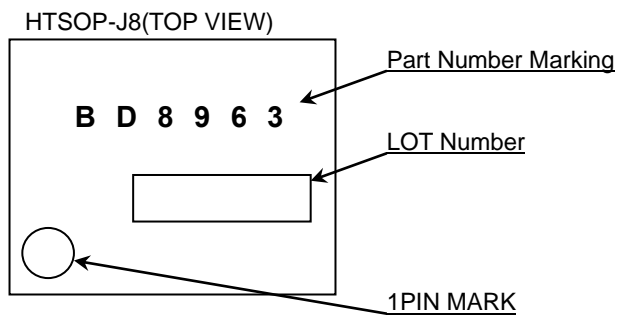 HTSOP-J8(TOP VIEW)
Part Number Marking
B D 8 9 6 3
LOT Number
1PIN MARK